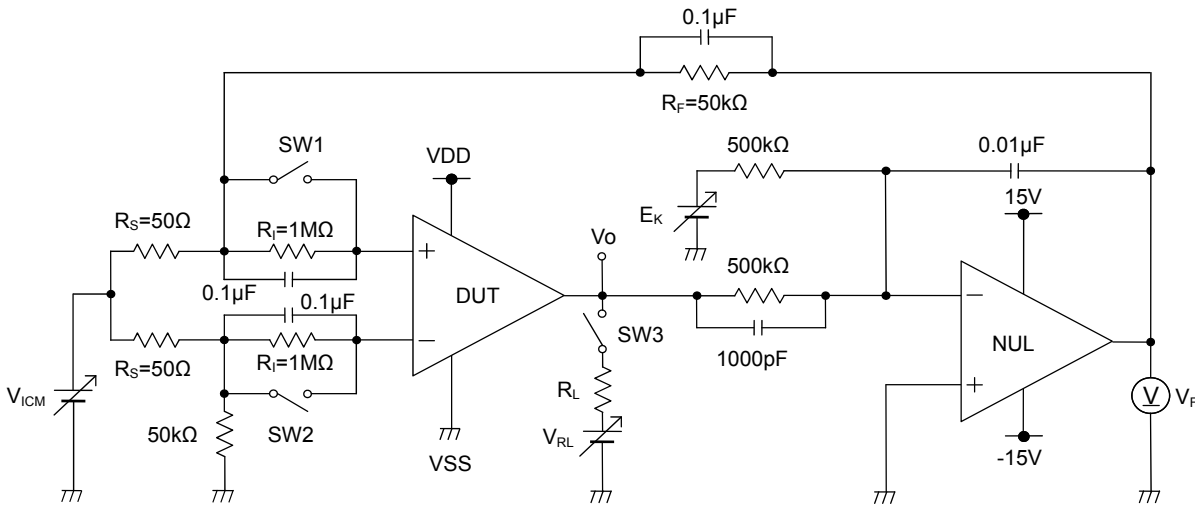 0.1µF
RF=50kΩ
SW1
VDD
500kΩ
0.01µF
15V
EK
RS=50Ω
RI=1MΩ
Vo
500kΩ
+
DUT
−
0.1µF
0.1µF
SW3
−
NUL
+
RS=50Ω
RI=1MΩ
1000pF
VICM
RL
V
VF
50kΩ
SW2
VRL
VSS
-15V